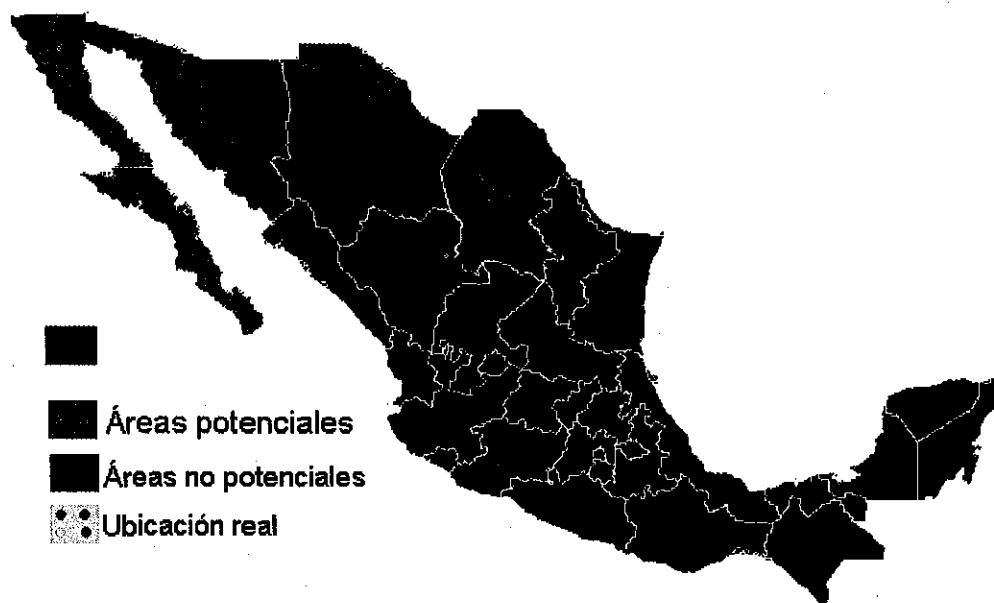 Áreas potenciales
Áreas no potenciales
Ubicación real